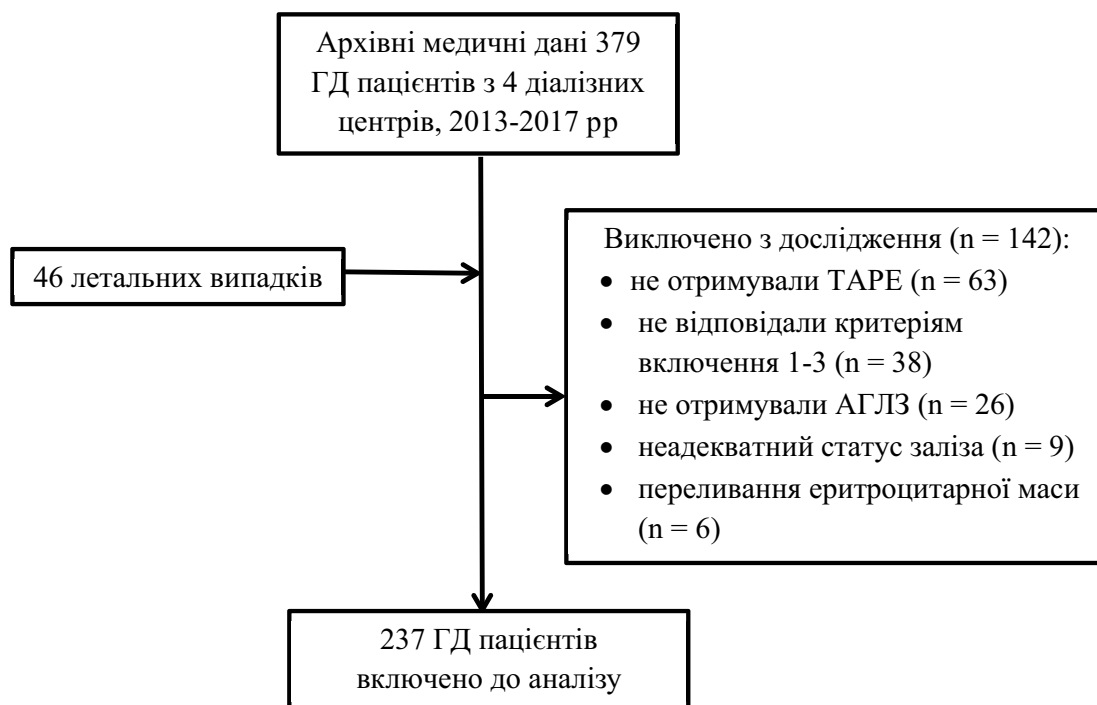 Архівні медичні дані 379
ГД пацієнтів з 4 діалізних
центрів, 2013-2017 рр
46 летальних випадків
Виключено з дослідження (n = 142):
• не отримували ТАРЕ (n = 63)
• не відповідали критеріям
включення 1-3 (n = 38)
• не отримували АГЛЗ (n = 26)
• неадекватний статус заліза (n = 9)
• переливання еритроцитарної маси
(n = 6)
237 ГД пацієнтів
включено до аналізу